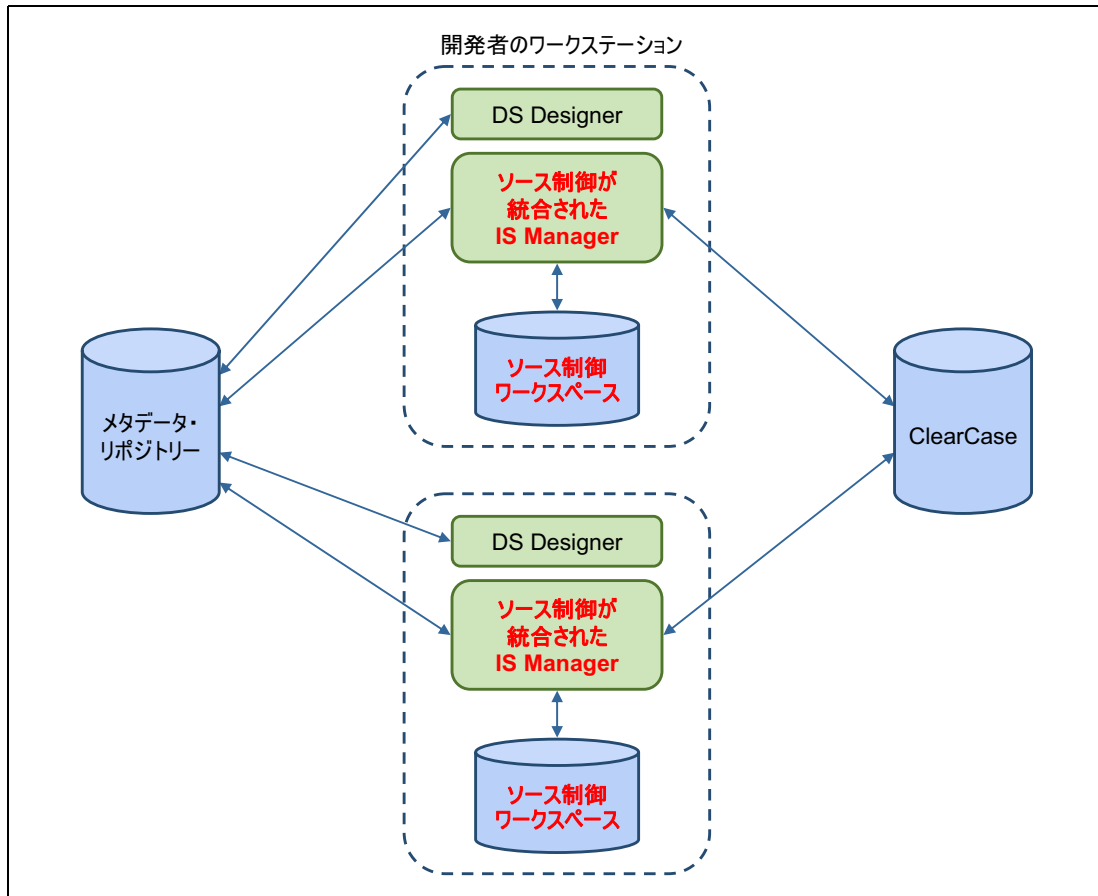 開発者のワークステーション
DS Designer
ソース制御が
統合された
IS Manager
ソース制御
ワークスペース
メタデータ・
リポジトリー
ClearCase
DS Designer
ソース制御が
統合された
IS Manager
ソース制御
ワークスペース